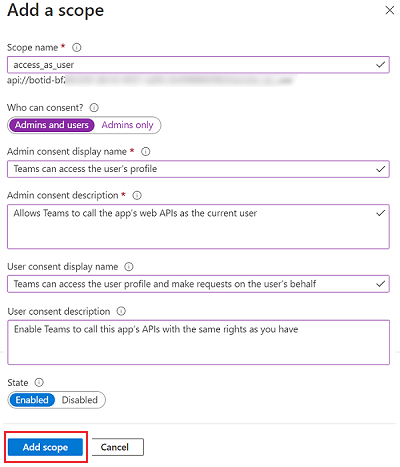 Add a scope
Scope name *
access_as_user
api://botid-bf2
Who can consent?
Admins and users Admins only
Admin consent display name *
Teams can access the user's profile
Admin consent description *
Allows Teams to call the app's web APIs as the current user
User consent display name
Teams can access the user profile and make requests on the user's behalf
User consent description
Enable Teams to call this app's APIs with the same rights as you have
State
Enabled Disabled
Add scope Cancel